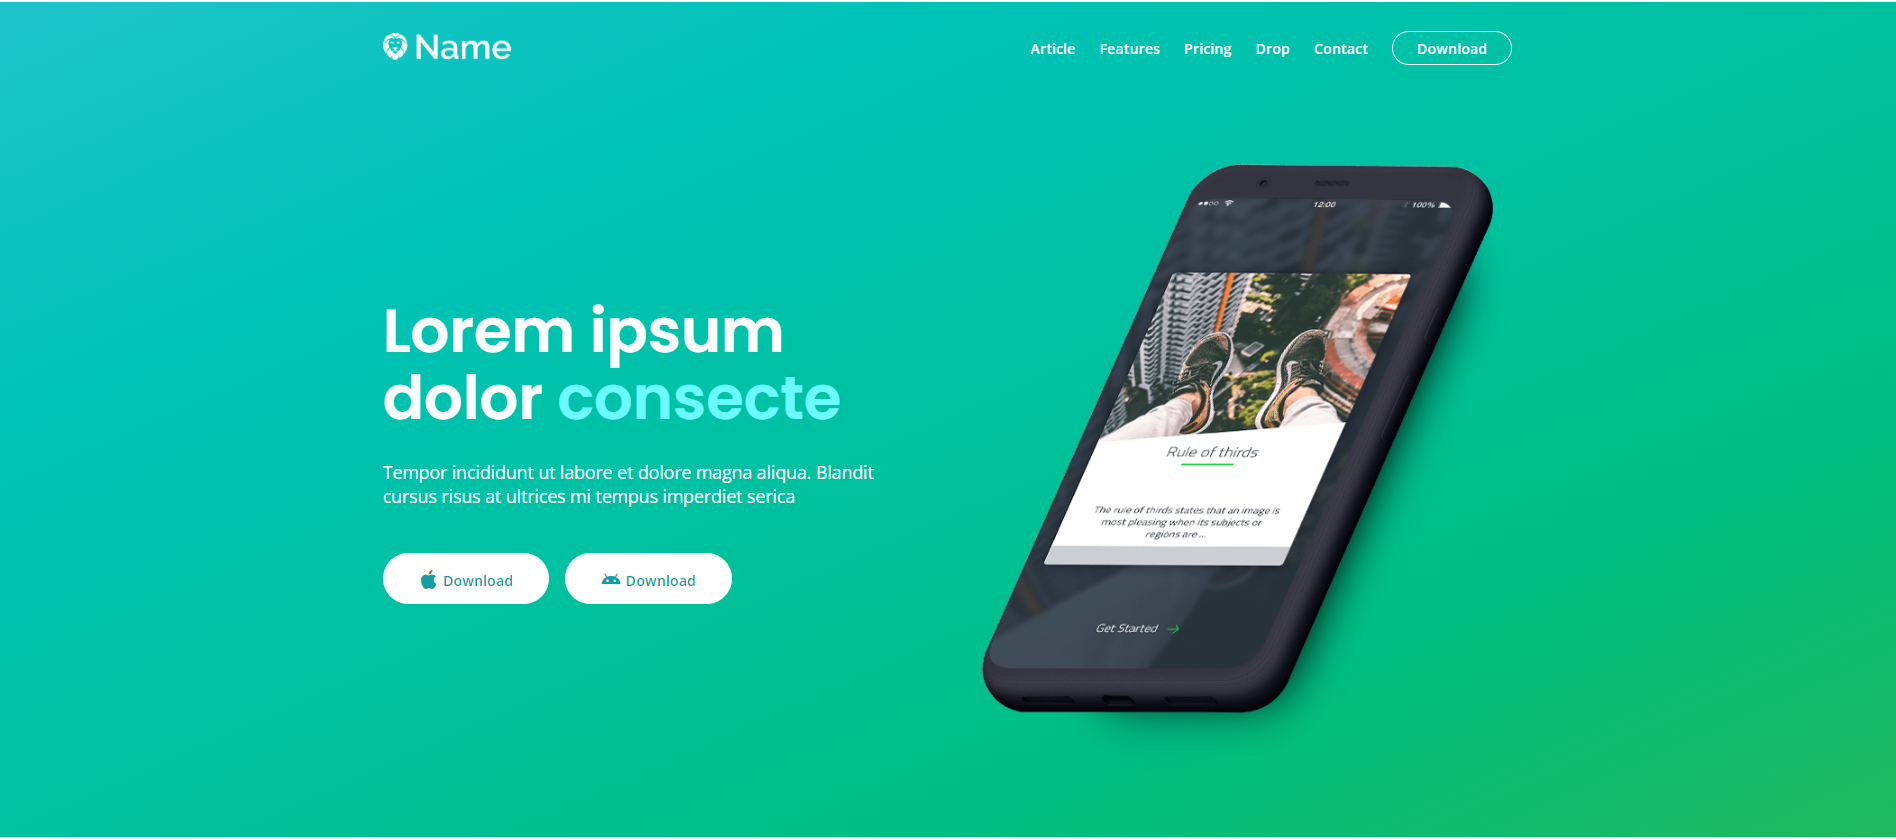 Name
Article Features Pricing Drop Contact Download
Lorem ipsum
dolor consecte
Tempor incididunt ut labore et dolore magna aliqua. Blandit
cursus risus at ultrices mi tempus imperdiet serica
Download Download
12:00 100%
Rule of thirds
The rule of thirds states that an image is
most pleasing when its subjects or
regions are ...
Get Started